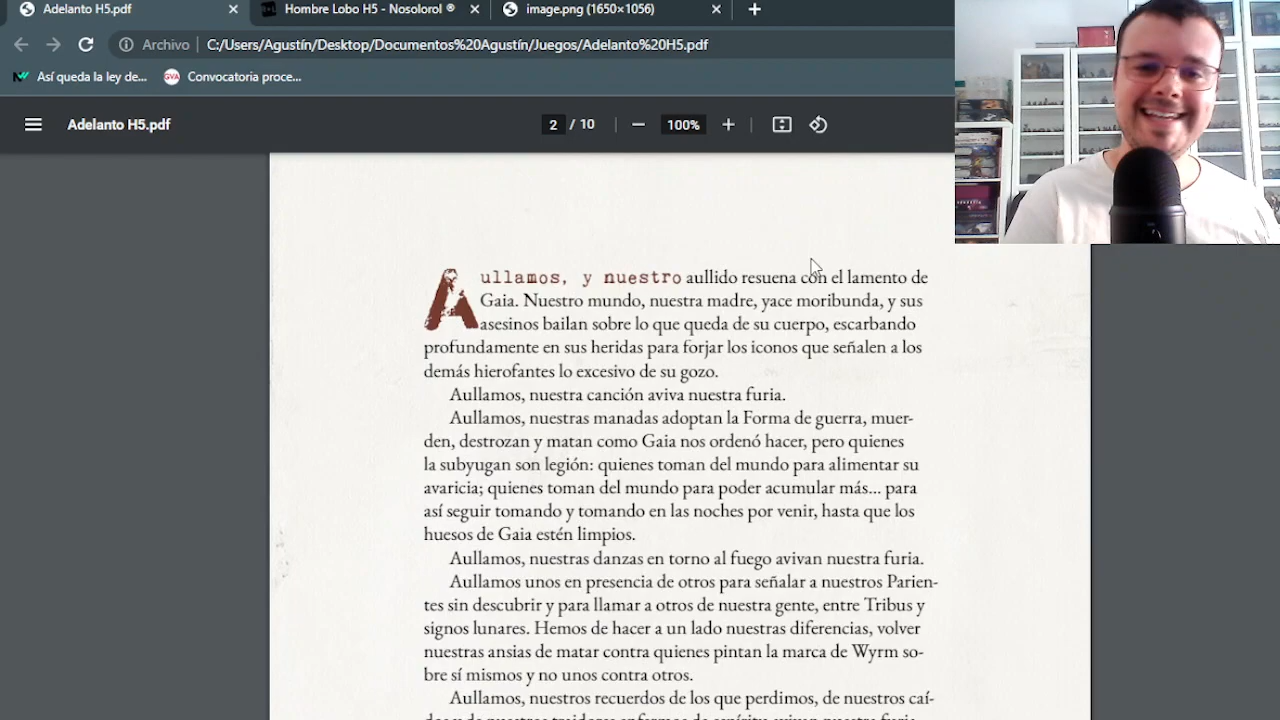 Adelanto H5.pdf
Hombre Lobo H5 - Nosolorol ®
image.png (1650×1056)
Archivo
C:/Users/Agustín/Desktop/Documentos%20Agustín/Juegos/Adelanto%20H5.pdf
Así queda la ley de...
GVA
Convocatoria proce...
Adelanto H5.pdf
2 / 10
100%
Aullamos, y nuestro aullido resuena con el lamento de
Gaia. Nuestro mundo, nuestra madre, yace moribunda, y sus
asesinos bailan sobre lo que queda de su cuerpo, escarbando
profundamente en sus heridas para forjar los iconos que señalen a los
demás hierofantes lo excesivo de su gozo.
Aullamos, nuestra canción aviva nuestra furia.
Aullamos, nuestras manadas adoptan la Forma de guerra, muer-
den, destrozan y matan como Gaia nos ordenó hacer, pero quienes
la subyugan son legión: quienes toman del mundo para alimentar su
avaricia; quienes toman del mundo para poder acumular más... para
así seguir tomando y tomando en las noches por venir, hasta que los
huesos de Gaia estén limpios.
Aullamos, nuestras danzas en torno al fuego avivan nuestra furia.
Aullamos unos en presencia de otros para señalar a nuestros Parien-
tes sin descubrir y para llamar a otros de nuestra gente, entre Tribus y
signos lunares. Hemos de hacer a un lado nuestras diferencias, volver
nuestras ansias de matar contra quienes pintan la marca de Wyrm so-
bre sí mismos y no unos contra otros.
Aullamos, nuestros recuerdos de los que perdimos, de nuestros caí-